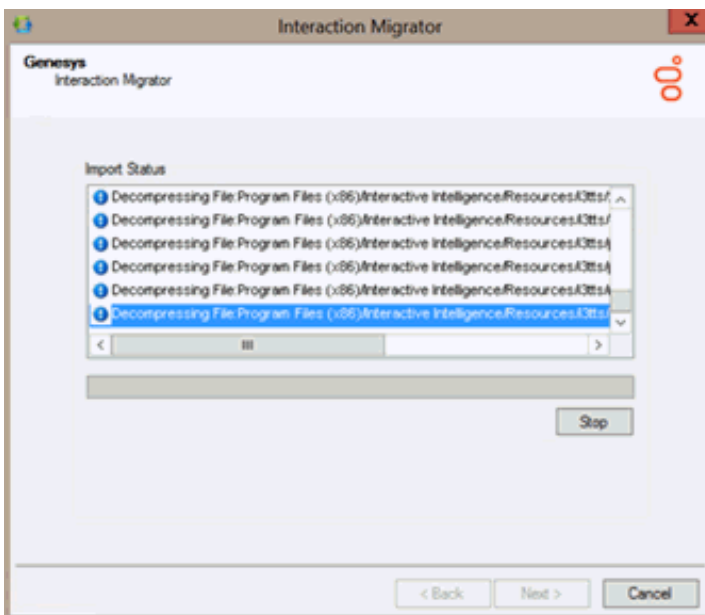 Interaction Migrator
X
Genesys
Interaction Migrator
Import Status
Decompressing File:Program Files (x86)/Interactive Intelligence/Resources/i3tts/
Decompressing File:Program Files (x86)/Interactive Intelligence/Resources/i3tts/
Decompressing File:Program Files (x86)/Interactive Intelligence/Resources/i3tts/
Decompressing File:Program Files (x86)/Interactive Intelligence/Resources/i3tts/
Decompressing File:Program Files (x86)/Interactive Intelligence/Resources/i3tts/
Decompressing File:Program Files (x86)/Interactive Intelligence/Resources/i3tts/
Stop
< Back
Next >
Cancel